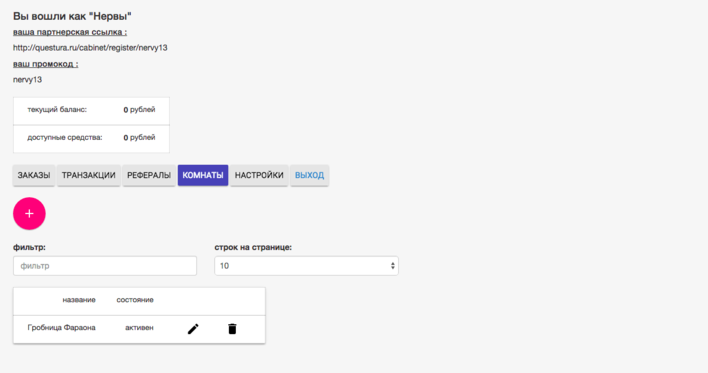 Вы вошли как "Нервы"
ваша партнерская ссылка :
http://questura.ru/cabinet/register/nervy13
ваш промокод :
nervy13
текущий баланс: 0 рублей
доступные средства: 0 рублей
ЗАКАЗЫ ТРАНЗАКЦИИ РЕФЕРАЛЫ КОМНАТЫ НАСТРОЙКИ ВЫХОД
+
фильтр: строк на странице:
фильтр 10
название состояние
Гробница Фараона активен